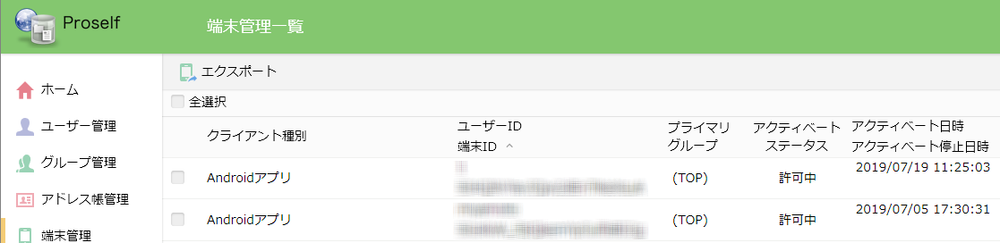 Proself
端末管理一覧
エクスポート
ホーム
ユーザー管理
グループ管理
アドレス帳管理
端末管理
全選択
クライアント種別
ユーザーID
端末ID
プライマリ
グループ
アクティベート
ステータス
アクティベート日時
アクティベート停止日時
Androidアプリ
(TOP)
許可中
2019/07/19 11:25:03
Androidアプリ
(TOP)
許可中
2019/07/05 17:30:31